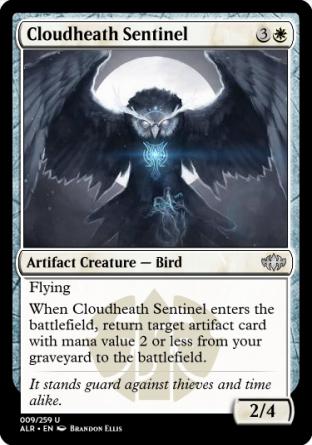 Cloudheath Sentinel 3
Artifact Creature — Bird
Flying
When Cloudheath Sentinel enters the
battlefield, return target artifact card
with mana value 2 or less from your
graveyard to the battlefield.
It stands guard against thieves and time
alike.
2/4
009/259 U
ALR • EN Brandon Ellis